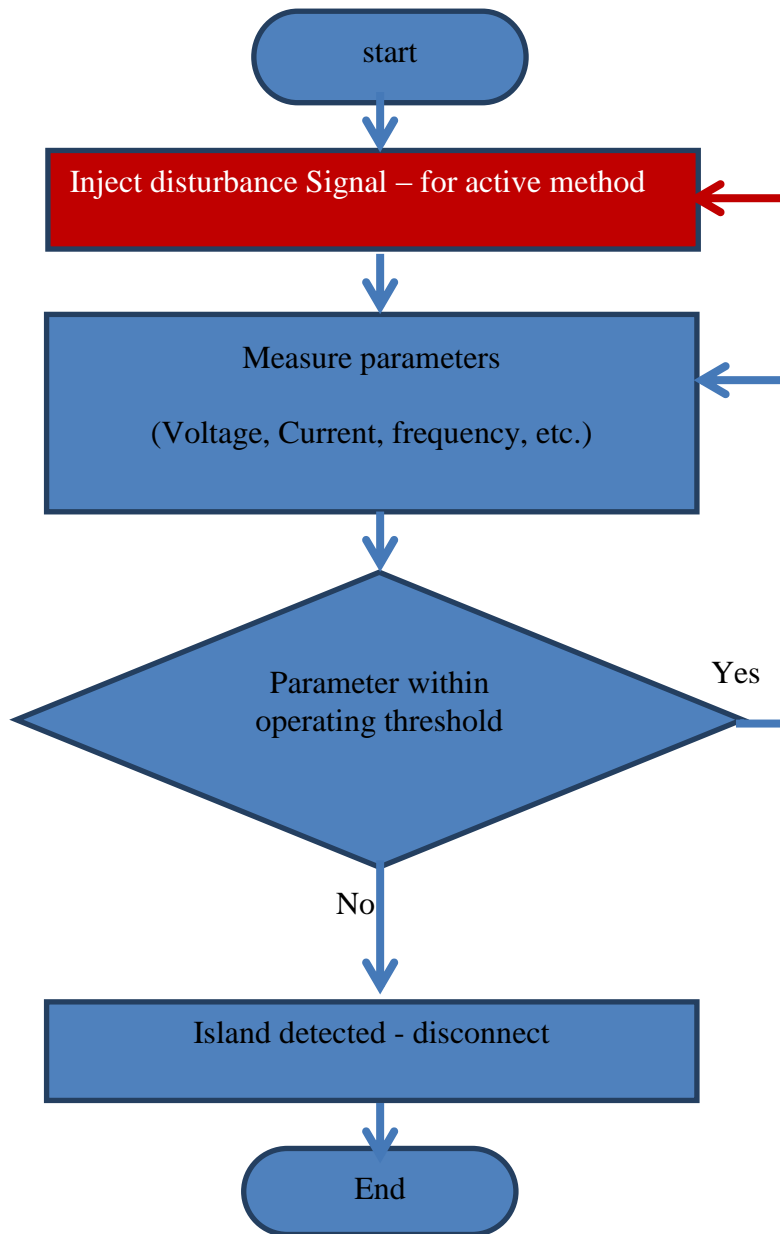 start
Inject disturbance Signal – for active method
Measure parameters
(Voltage, Current, frequency, etc.)
Parameter within
operating threshold
Yes
No
Island detected - disconnect
End